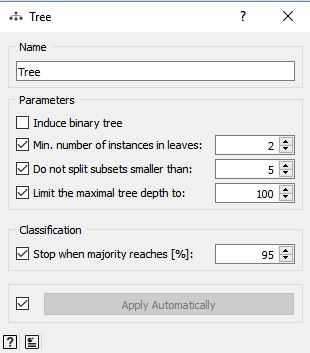 Tree
?
Name
Tree
Parameters
Induce binary tree
Min. number of instances in leaves: 2
Do not split subsets smaller than: 5
Limit the maximal tree depth to: 100
Classification
Stop when majority reaches [%]: 95
Apply Automatically
?